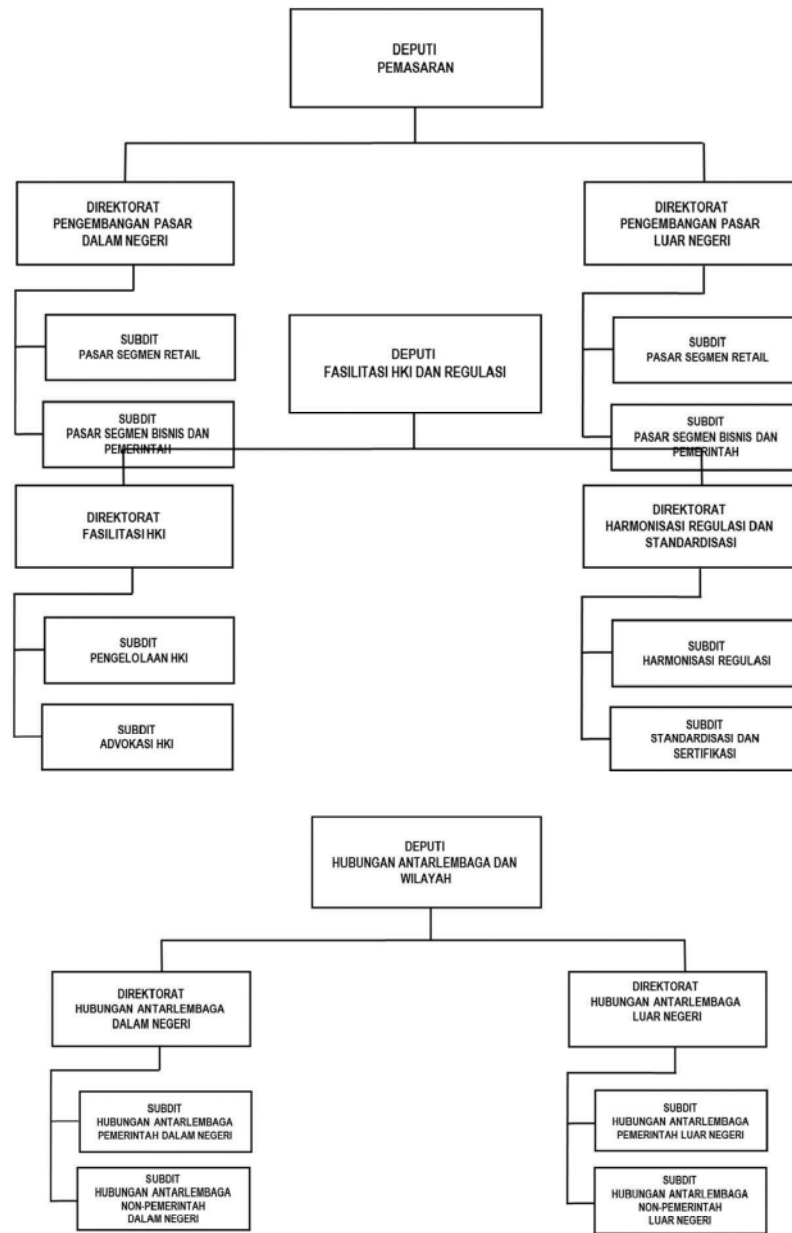 DEPUTI
PEMASARAN
DIREKTORAT
PENGEMBANGAN PASAR
DALAM NEGERI
DIREKTORAT
PENGEMBANGAN PASAR
LUAR NEGERI
SUBDIT
PASAR SEGMEN RETAIL
SUBDIT
PASAR SEGMEN BISNIS DAN
PEMERINTAH
SUBDIT
PASAR SEGMEN RETAIL
SUBDIT
PASAR SEGMEN BISNIS DAN
PEMERINTAH
DEPUTI
FASILITASI HKI DAN REGULASI
DIREKTORAT
FASILITASI HKI
DIREKTORAT
HARMONISASI REGULASI DAN
STANDARDISASI
SUBDIT
PENGELOLAAN HKI
SUBDIT
ADVOKASI HKI
SUBDIT
HARMONISASI REGULASI
SUBDIT
STANDARDISASI DAN
SERTIFIKASI
DEPUTI
HUBUNGAN ANTARLEMBAGA DAN
WILAYAH
DIREKTORAT
HUBUNGAN ANTARLEMBAGA
DALAM NEGERI
DIREKTORAT
HUBUNGAN ANTARLEMBAGA
LUAR NEGERI
SUBDIT
HUBUNGAN ANTARLEMBAGA
PEMERINTAH DALAM NEGERI
SUBDIT
HUBUNGAN ANTARLEMBAGA
NON-PEMERINTAH
DALAM NEGERI
SUBDIT
HUBUNGAN ANTARLEMBAGA
PEMERINTAH LUAR NEGERI
SUBDIT
HUBUNGAN ANTARLEMBAGA
NON-PEMERINTAH
LUAR NEGERI